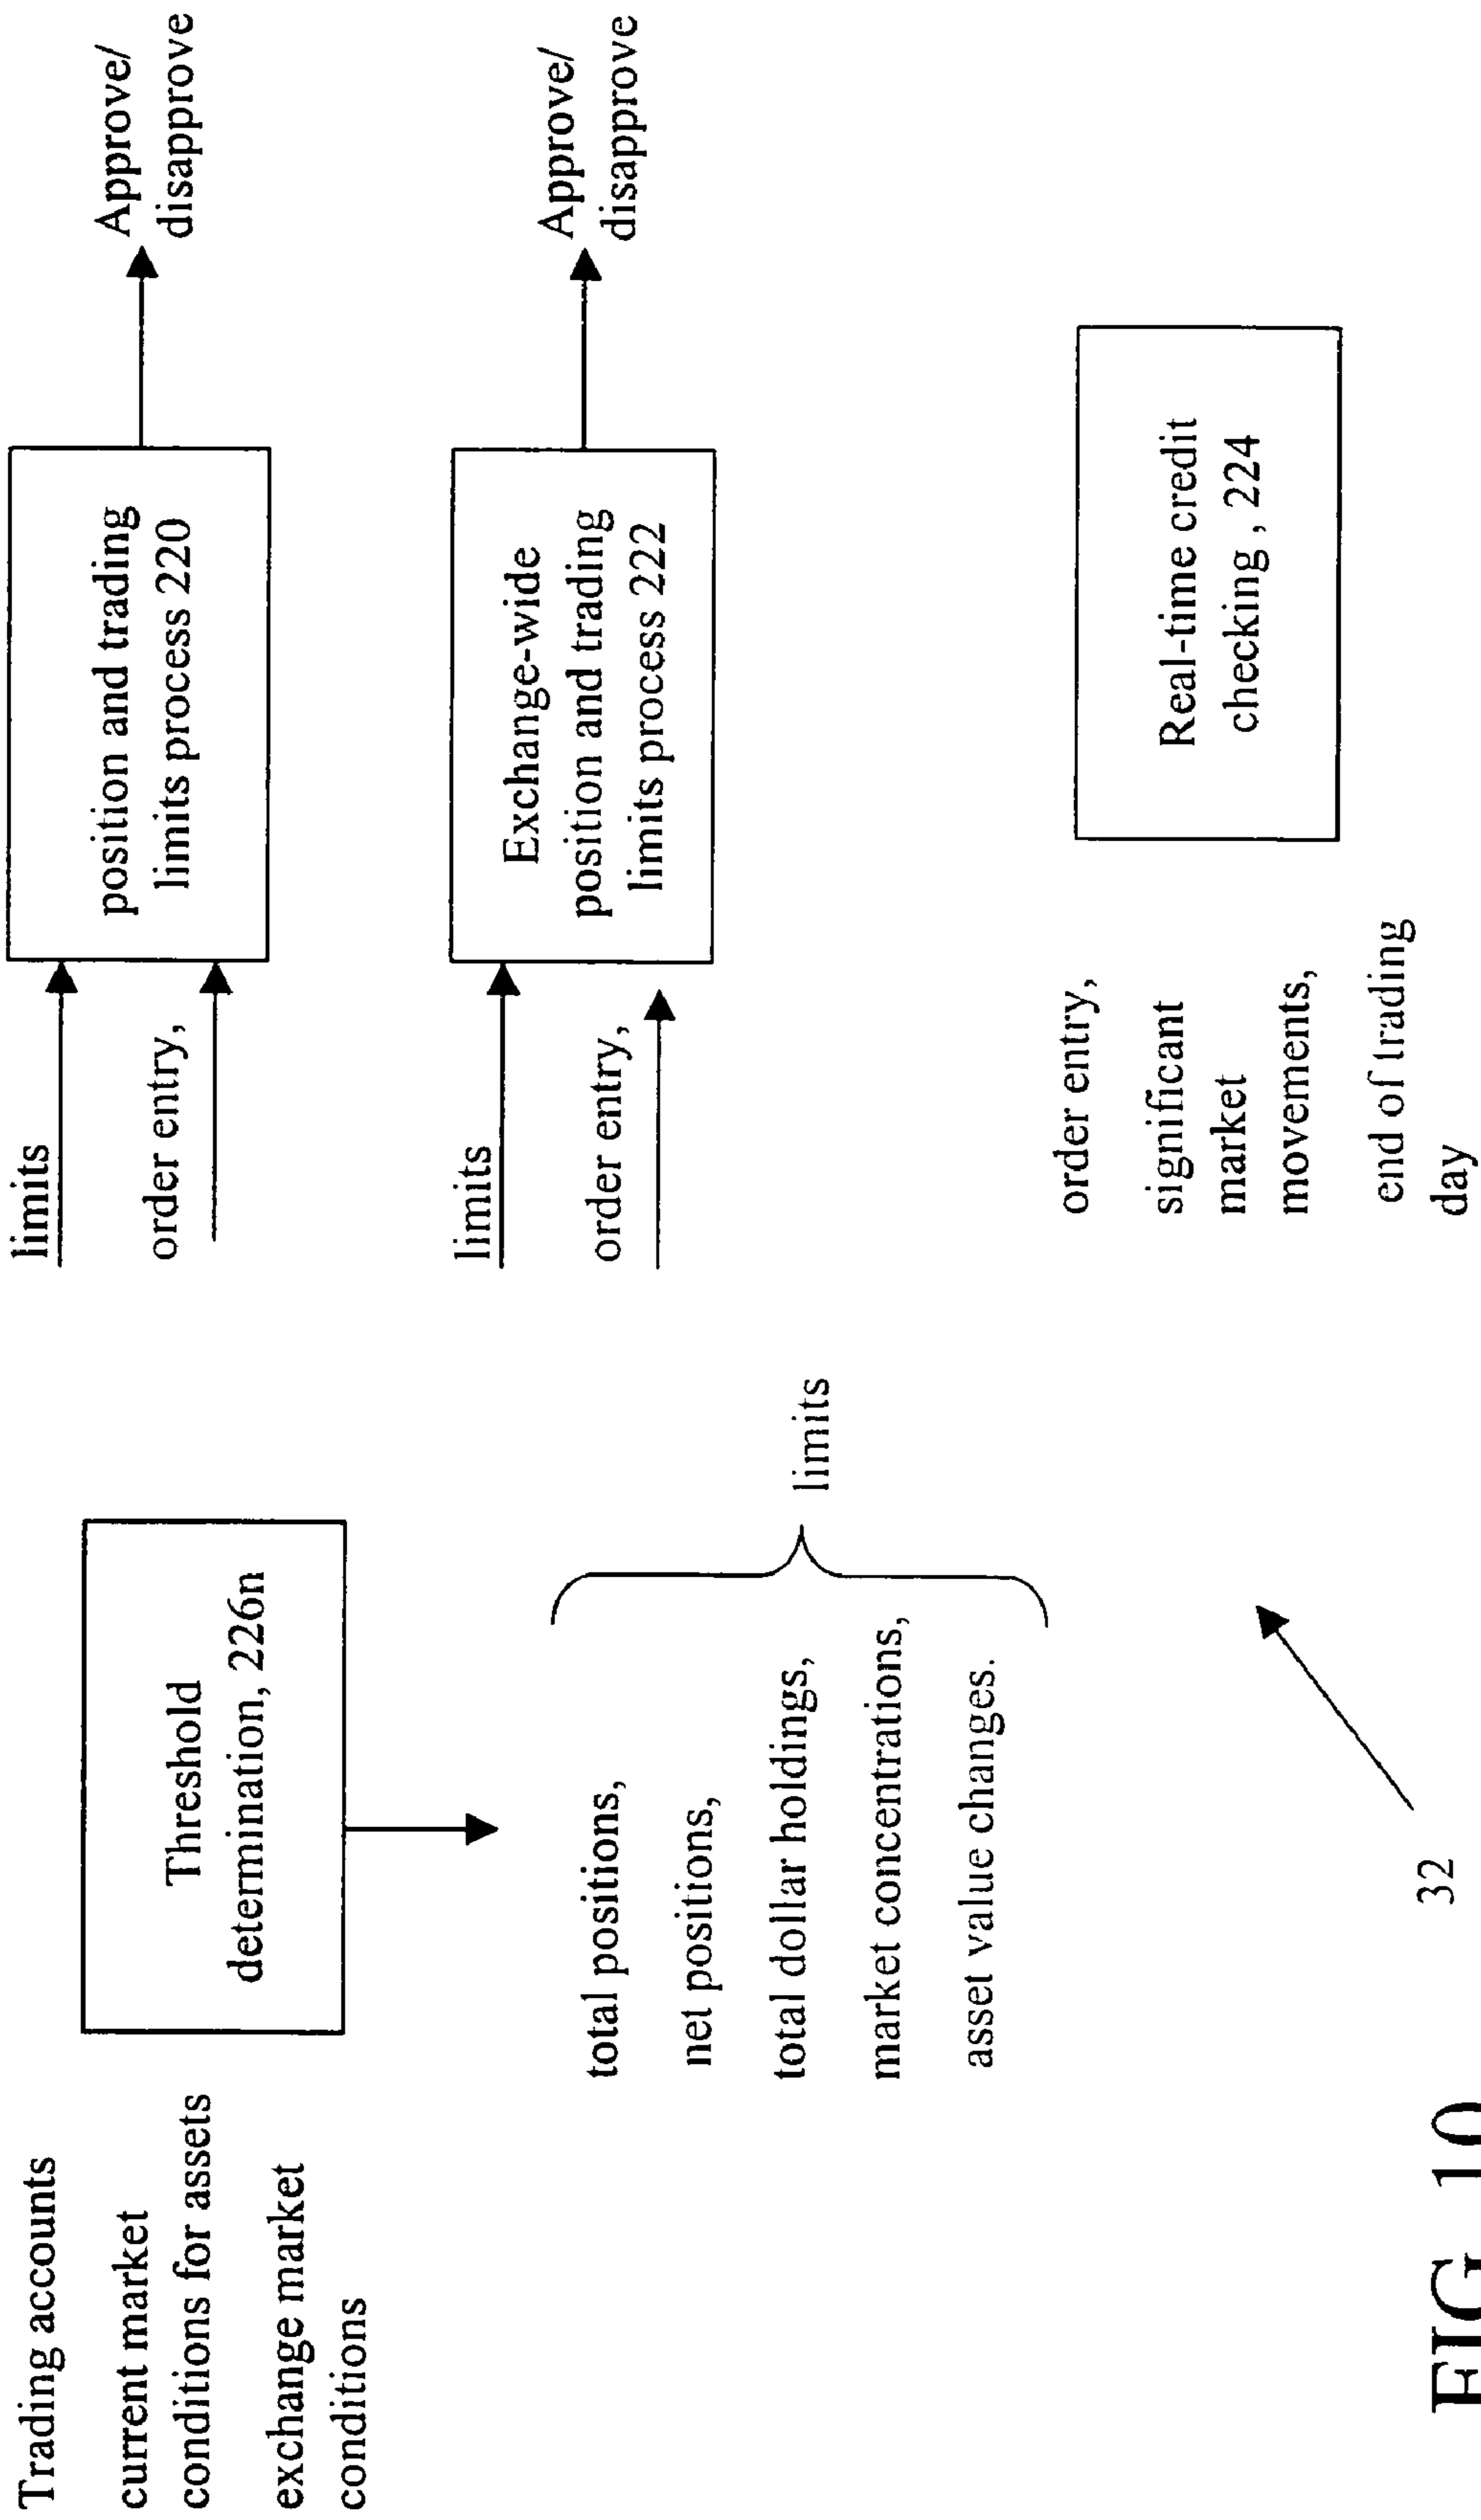 Trading accounts
current market
conditions for assets
exchange market
conditions
Threshold
determination, 226n
total positions,
net positions,
total dollar holdings,
market concentrations,
asset value changes.
limits
32
limits
order entry,
position and trading
limits process 220
Approve/
disapprove
limits
order entry,
Exchange-wide
position and trading
limits process 222
Approve/
disapprove
order entry,
significant
market
movements,
end of trading
day
Real-time credit
checking , 224
FIG. 10